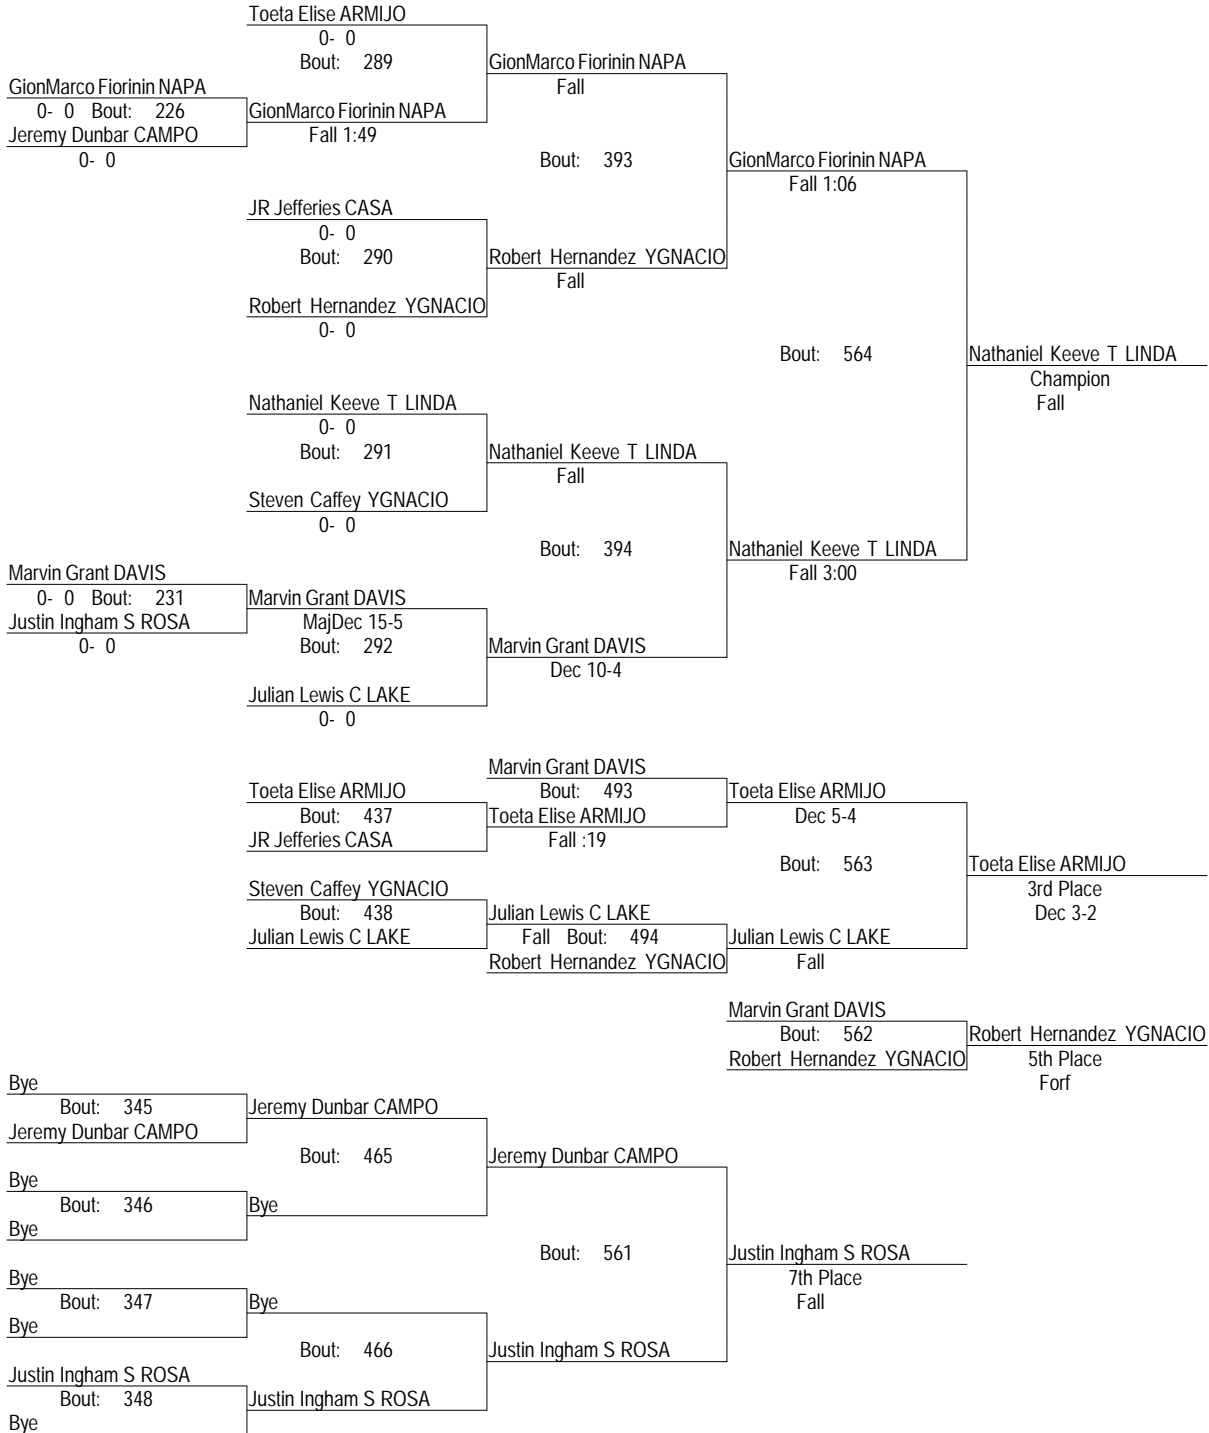 Toeta Elise ARMIJO
0- 0
Bout: 289
GionMarco Fiorinin NAPA
GionMarco Fiorinin NAPA
Fall
0- 0 Bout: 226
GionMarco Fiorinin NAPA
Jeremy Dunbar CAMPO
Fall 1:49
0- 0
Bout: 393
GionMarco Fiorinin NAPA
Fall 1:06
JR Jefferies CASA
0- 0
Bout: 290
Robert Hernandez YGNACIO
Fall
Robert Hernandez YGNACIO
0- 0
Bout: 564
Nathaniel Keeve T LINDA
Champion
Fall
Nathaniel Keeve T LINDA
0- 0
Bout: 291
Nathaniel Keeve T LINDA
Fall
Steven Caffey YGNACIO
0- 0
Bout: 394
Nathaniel Keeve T LINDA
Fall 3:00
Marvin Grant DAVIS
0- 0 Bout: 231
Marvin Grant DAVIS
Justin Ingham S ROSA
MajDec 15-5
0- 0
Bout: 292
Marvin Grant DAVIS
Dec 10-4
Julian Lewis C LAKE
0- 0
Marvin Grant DAVIS
Toeta Elise ARMIJO
Bout: 493
Toeta Elise ARMIJO
Bout: 437
Toeta Elise ARMIJO
Dec 5-4
JR Jefferies CASA
Fall :19
Bout: 563
Toeta Elise ARMIJO
3rd Place
Dec 3-2
Steven Caffey YGNACIO
Bout: 438
Julian Lewis C LAKE
Julian Lewis C LAKE
Fall Bout: 494
Julian Lewis C LAKE
Robert Hernandez YGNACIO
Fall
Marvin Grant DAVIS
Bout: 562
Robert Hernandez YGNACIO
Robert Hernandez YGNACIO
5th Place
Forf
Bye
Bout: 345
Jeremy Dunbar CAMPO
Jeremy Dunbar CAMPO
Bout: 465
Jeremy Dunbar CAMPO
Bye
Bout: 346
Bye
Bye
Bout: 561
Justin Ingham S ROSA
7th Place
Fall
Bye
Bout: 347
Bye
Bye
Bout: 466
Justin Ingham S ROSA
Justin Ingham S ROSA
Bout: 348
Justin Ingham S ROSA
Bye